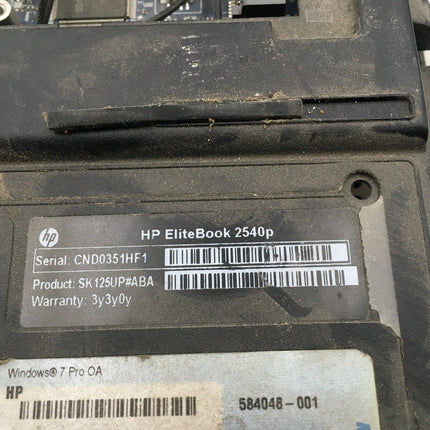 hp
HP EliteBook 2540p
Serial: CND0351HF1
Product: SK125UP#ABA
Warranty: 3y3y0y
Windows® 7 Pro OA
HP
584048-001